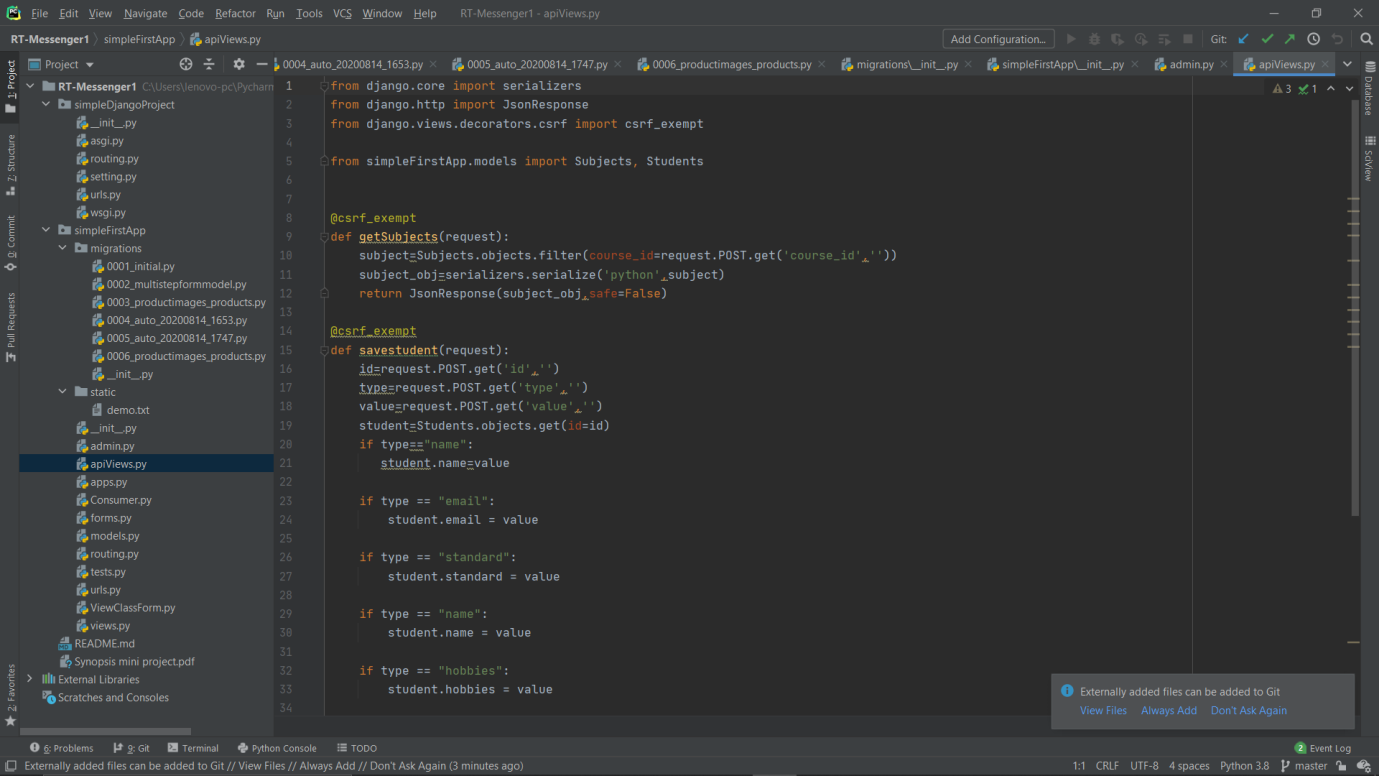 File Edit View Navigate Code Refactor Run Tools VCS Window Help RT-Messenger1 - apiViews.py
RT-Messenger1 simpleFirstApp apiViews.py Add Configuration... Git:
Project 0004_auto_20200814_1653.py 0005_auto_20200814_1747.py 0006_productimages_products.py migrations\__init__.py simpleFirstApp\__init__.py admin.py apiViews.py
1: Project
7: Structure
0: Commit
Pull Requests
2: Favorites
RT-Messenger1 C:\Users\lenovo-pc\Pycharm
simpleDjangoProject
__init__.py
asgi.py
routing.py
setting.py
urls.py
wsgi.py
simpleFirstApp
migrations
0001_initial.py
0002_multistepformmodel.py
0003_productimages_products.py
0004_auto_20200814_1653.py
0005_auto_20200814_1747.py
0006_productimages_products.py
__init__.py
static
demo.txt
__init__.py
admin.py
apiViews.py
apps.py
Consumer.py
forms.py
models.py
routing.py
tests.py
urls.py
ViewClassForm.py
views.py
README.md
Synopsis mini project.pdf
External Libraries
Scratches and Consoles
1 from django.core import serializers
2 from django.http import JsonResponse
3 from django.views.decorators.csrf import csrf_exempt
4
5 from simpleFirstApp.models import Subjects, Students
6
7
8 @csrf_exempt
9 def getSubjects(request):
10 subject=Subjects.objects.filter(course_id=request.POST.get('course_id',''))
11 subject_obj=serializers.serialize('python',subject)
12 return JsonResponse(subject_obj,safe=False)
13
14 @csrf_exempt
15 def savestudent(request):
16 id=request.POST.get('id','')
17 type=request.POST.get('type','')
18 value=request.POST.get('value','')
19 student=Students.objects.get(id=id)
20 if type=="name":
21 student.name=value
22
23 if type == "email":
24 student.email = value
25
26 if type == "standard":
27 student.standard = value
28
29 if type == "name":
30 student.name = value
31
32 if type == "hobbies":
33 student.hobbies = value
34
3 1
Database
SciView
Externally added files can be added to Git
View Files Always Add Don't Ask Again
6: Problems 9: Git Terminal Python Console TODO 2 Event Log
Externally added files can be added to Git // View Files // Always Add // Don't Ask Again (3 minutes ago) 1:1 CRLF UTF-8 4 spaces Python 3.8 master